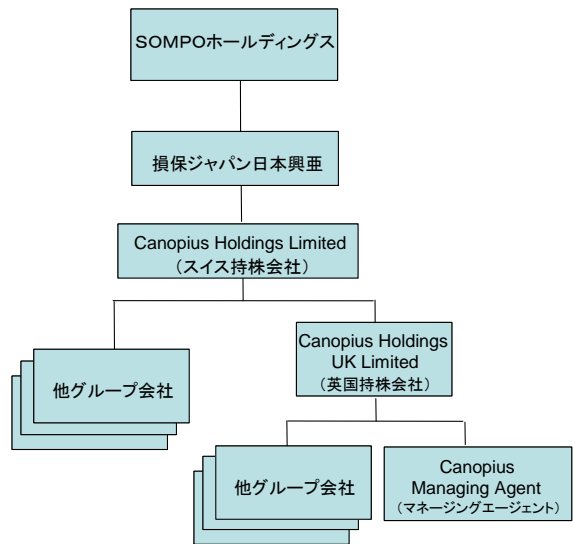 SOMPOホールディングス
損保ジャパン日本興亜
Canopius Holdings Limited
（スイス持株会社）
他グループ会社
Canopius Holdings
UK Limited
（英国持株会社）
他グループ会社
Canopius
Managing Agent
（マネージングエージェント）